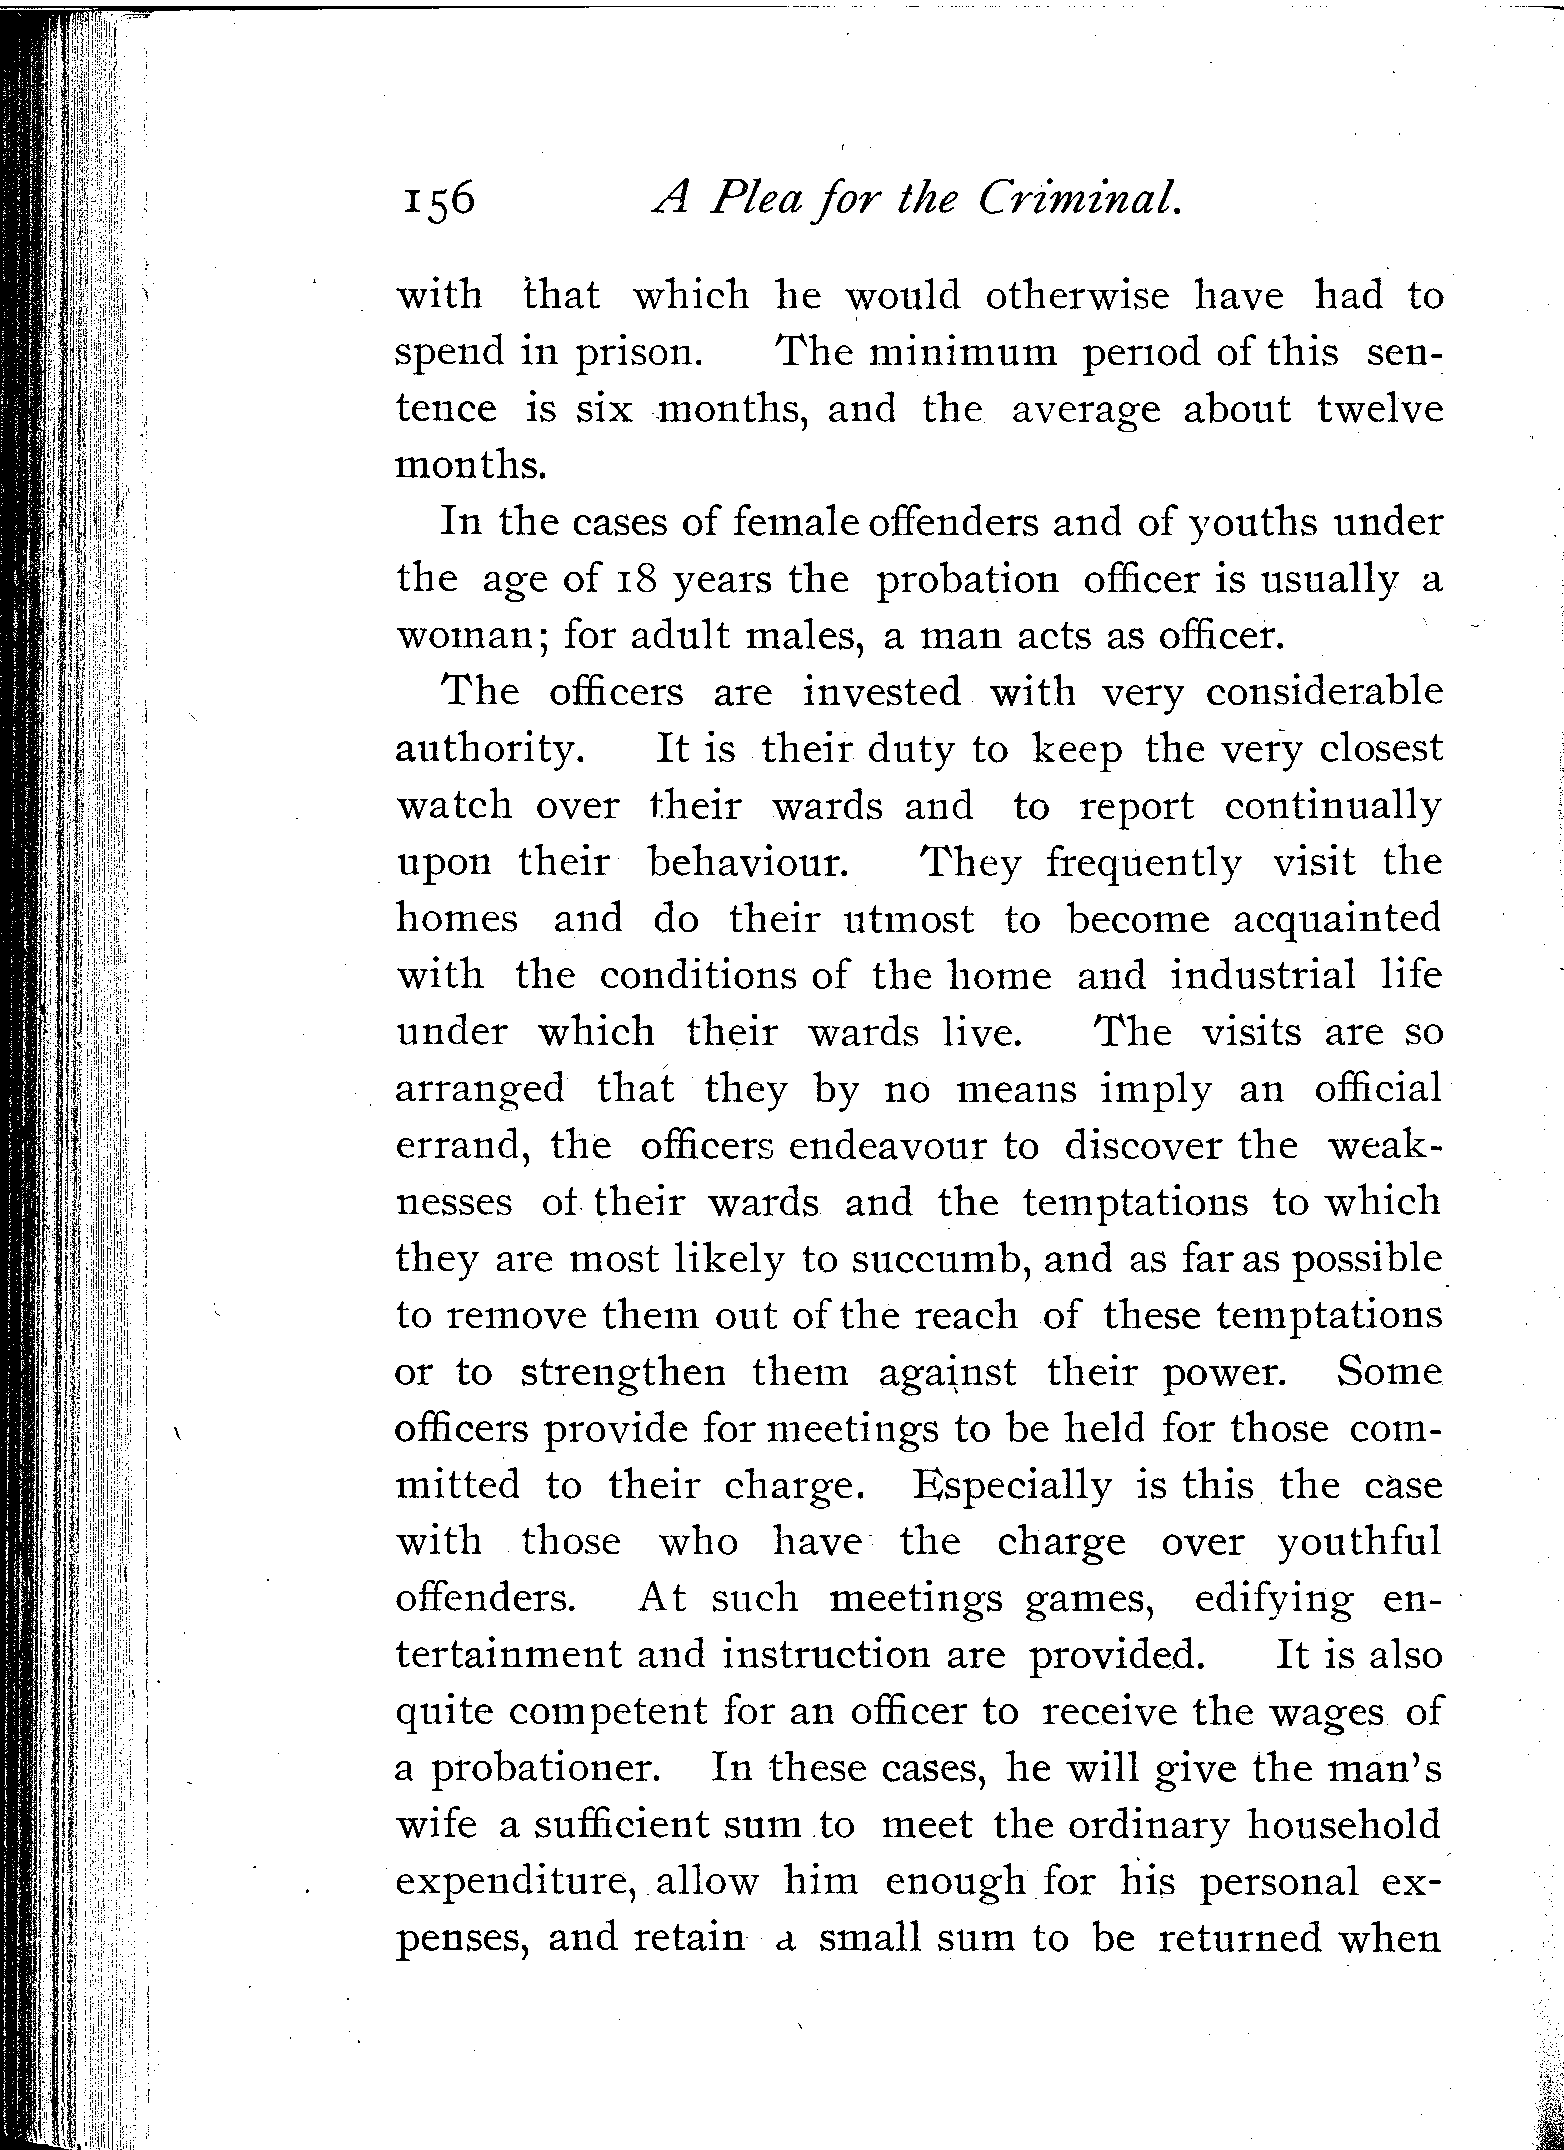 156 A Plea for the Criminal.
with that which he would otherwise have had to
spend in prison. The minimum period of this sen-
tence is six months, and the average about twelve
months.
In the cases of female offenders and of youths under
the age of 18 years the probation officer is usually a
woman; for adult males, a man acts as officer.
The officers are invested with very considerable
authority. It is their duty to keep the very closest
watch over their wards and to report continually
upon their behaviour. They frequently visit the
homes and do their utmost to become acquainted
with the conditions of the home and industrial life
under which their wards live. The visits are so
arranged that they by no means imply an official
errand, the officers endeavour to discover the weak-
nesses of their wards and the temptations to which
they are most likely to succumb, and as far as possible
to remove them out of the reach of these temptations
or to strengthen them against their power. Some
officers provide for meetings to be held for those com-
mitted to their charge. Especially is this the case
with those who have the charge over youthful
offenders. At such meetings games, edifying en-
tertainment and instruction are provided. It is also
quite competent for an officer to receive the wages of
a probationer. In these cases, he will give the man's
wife a sufficient sum to meet the ordinary household
expenditure, allow him enough for his personal ex-
penses, and retain a small sum to be returned when